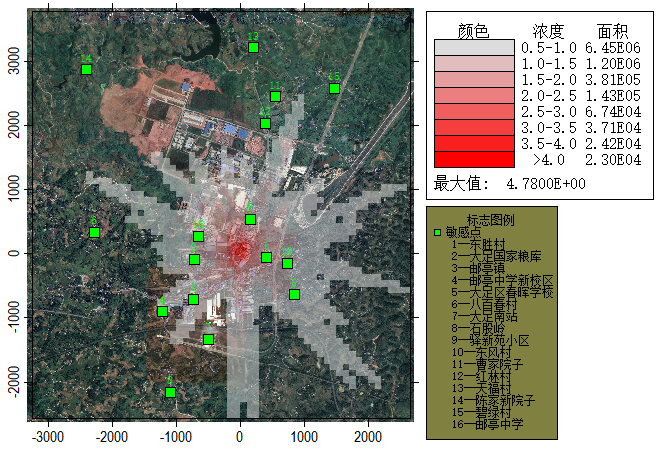 颜色 浓度 面积
0.5-1.0 6.45E06
1.0-1.5 1.20E06
1.5-2.0 3.81E05
2.0-2.5 1.43E05
2.5-3.0 6.74E04
3.0-3.5 3.71E04
3.5-4.0 2.42E04
>4.0 2.30E04
最大值: 4.7800E+00
标志图例
敏感点
1—东胜村
2—大足国家粮库
3—邮亭镇
4—邮亭中学新校区
5—大足区春晖学校
6—八百春村
7—大足南站
8—石股岭
9—驿新苑小区
10—东风村
11—曹家院子
12—红林村
13—天福村
14—陈家新院子
15—碧绿村
16—邮亭中学
3000
2000
1000
0
-1000
-2000
-3000 -2000 -1000 0 1000 2000
13
15